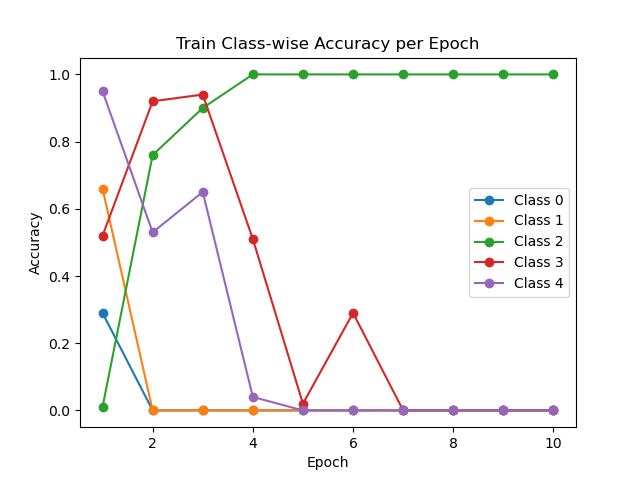 Train Class-wise Accuracy per Epoch
1.0
0.8
0.6
0.4
0.2
0.0
Accuracy
Class 0
Class 1
Class 2
Class 3
Class 4
2
4
6
8
10
Epoch